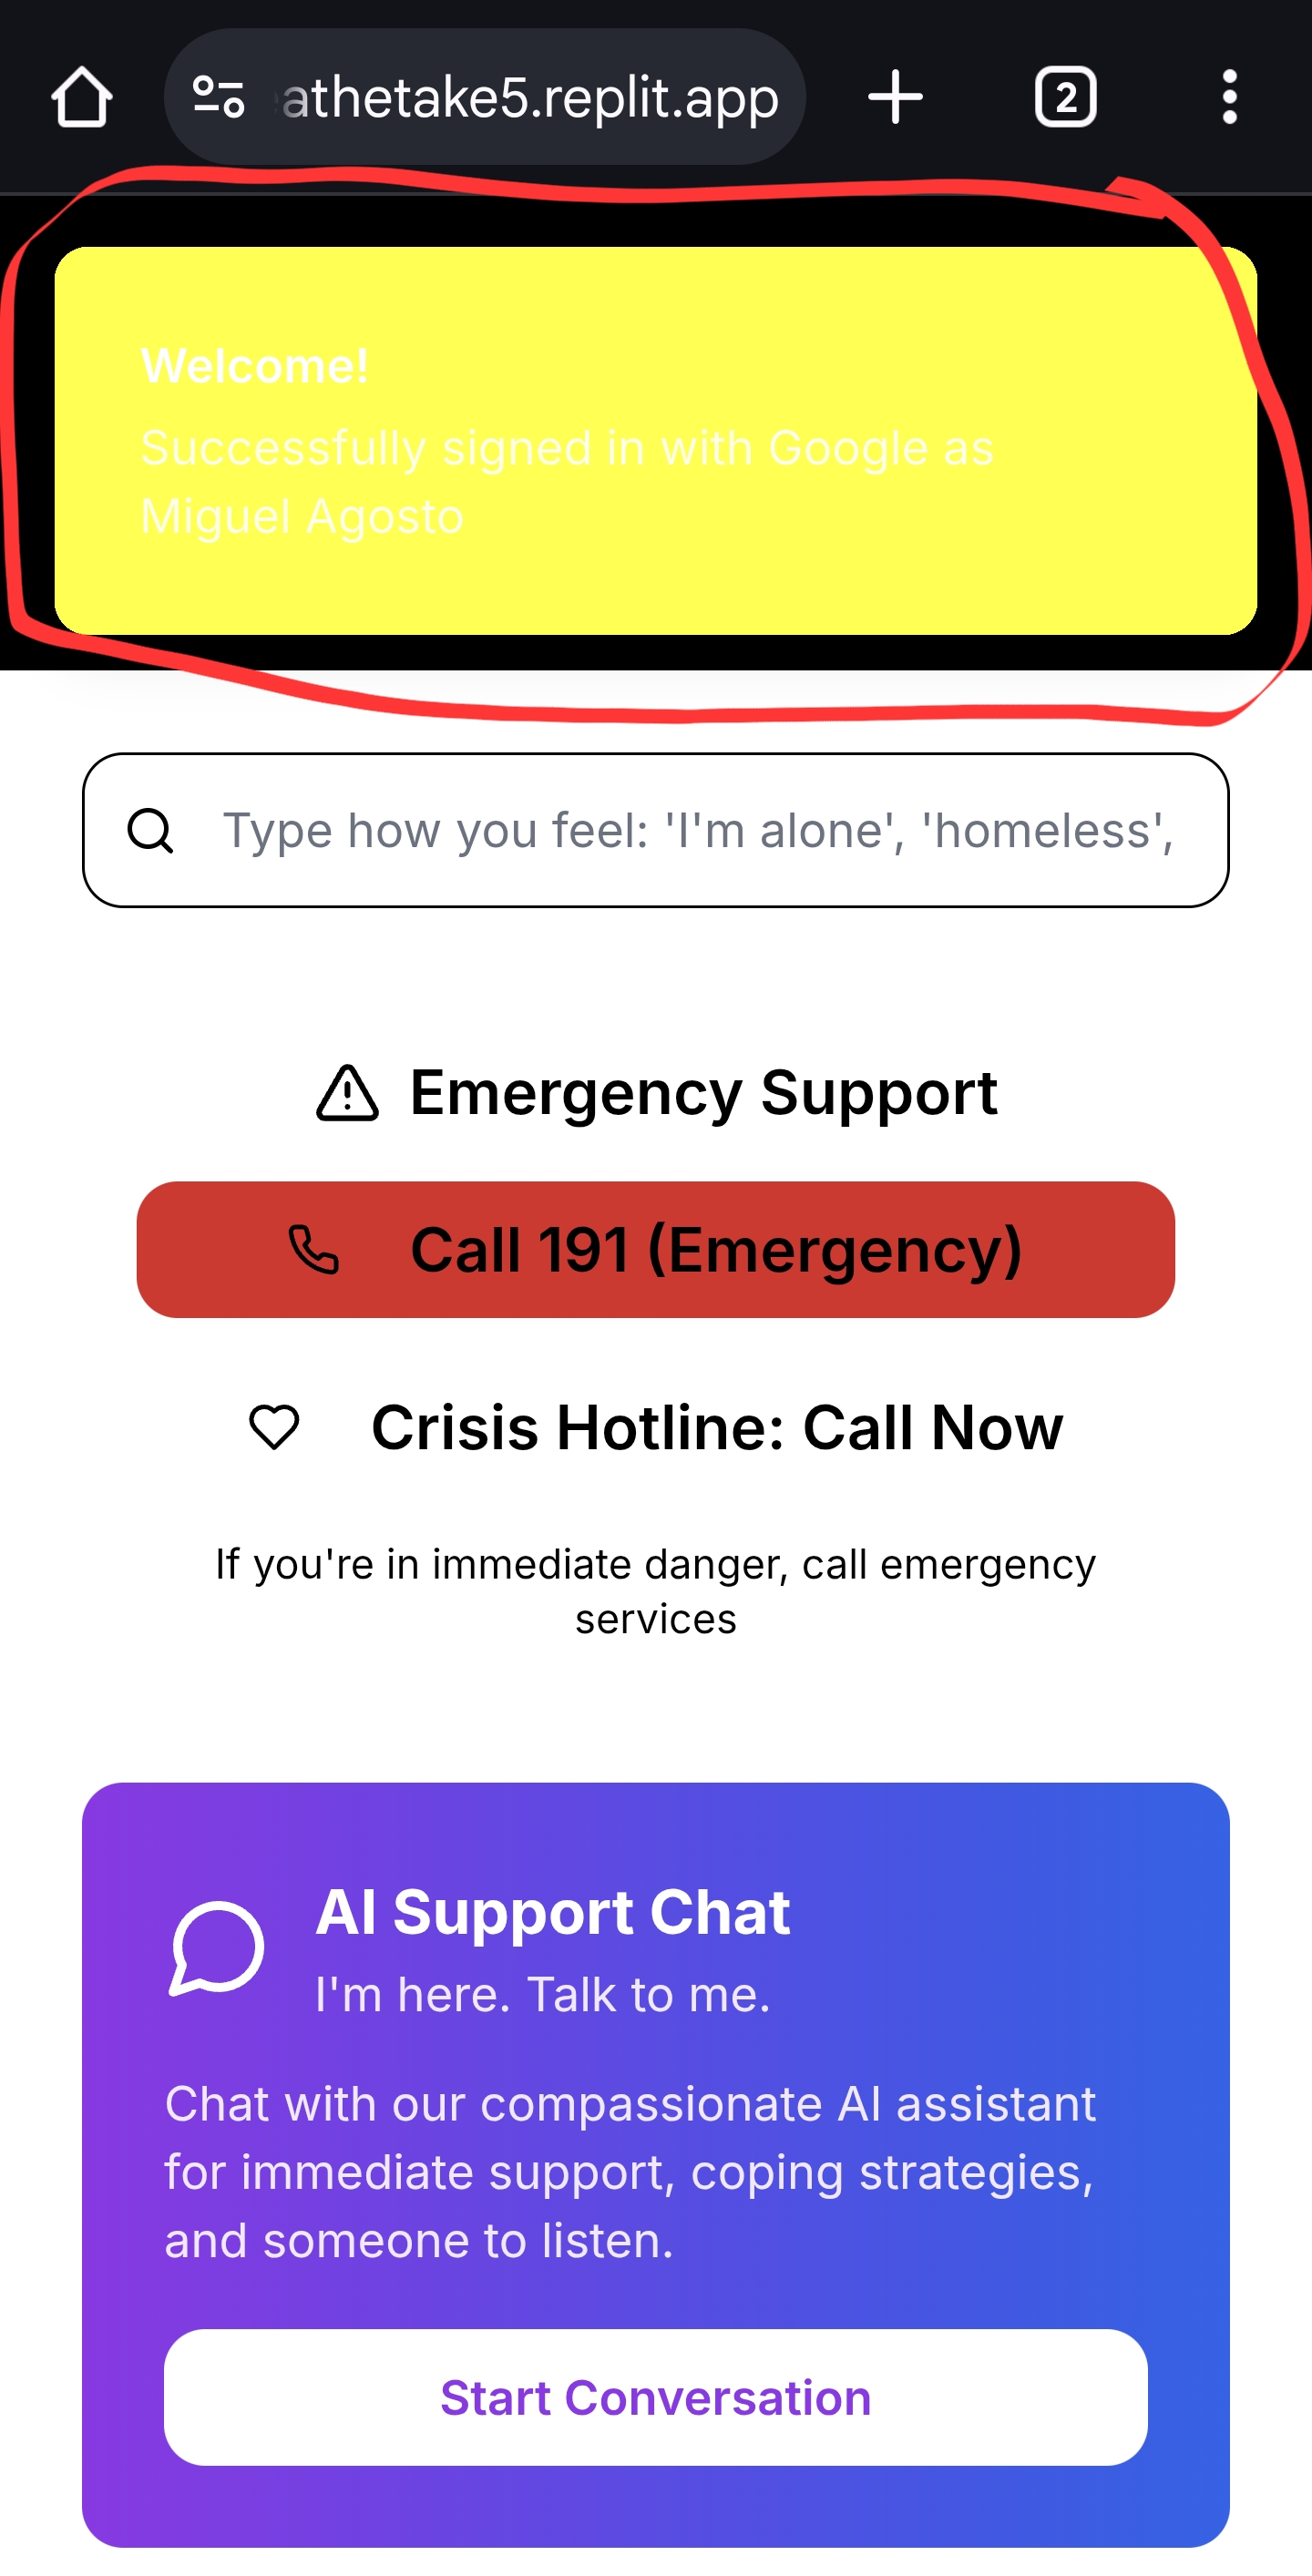 athetake5.replit.app
2
Welcome!
Successfully signed in with Google as
Miguel Agosto
Type how you feel: 'I'm alone', 'homeless',
Emergency Support
Call 191 (Emergency)
Crisis Hotline: Call Now
If you're in immediate danger, call emergency
services
AI Support Chat
I'm here. Talk to me.
Chat with our compassionate AI assistant
for immediate support, coping strategies,
and someone to listen.
Start Conversation